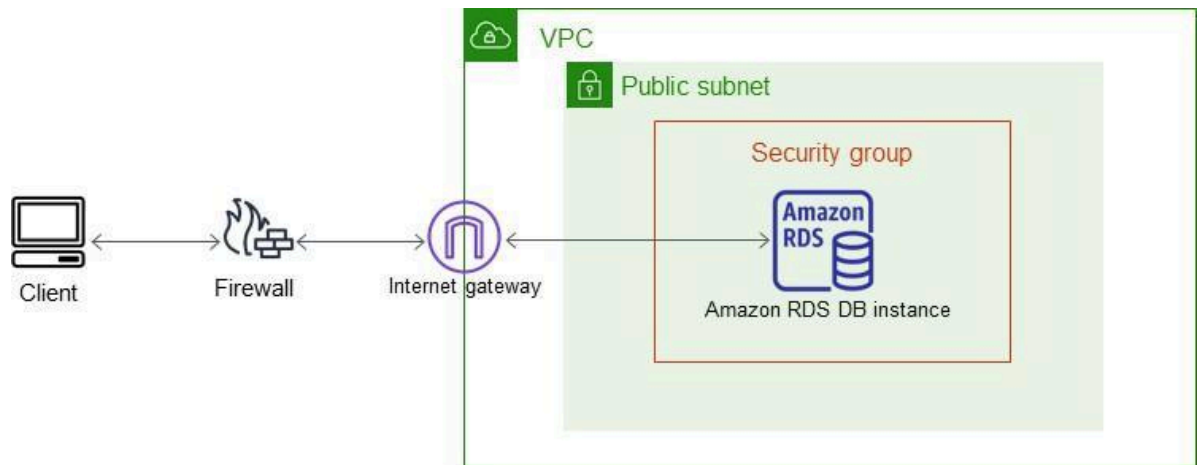 VPC
Public subnet
Security group
Amazon
RDS
Client
Firewall
Internet gateway
Amazon RDS DB instance